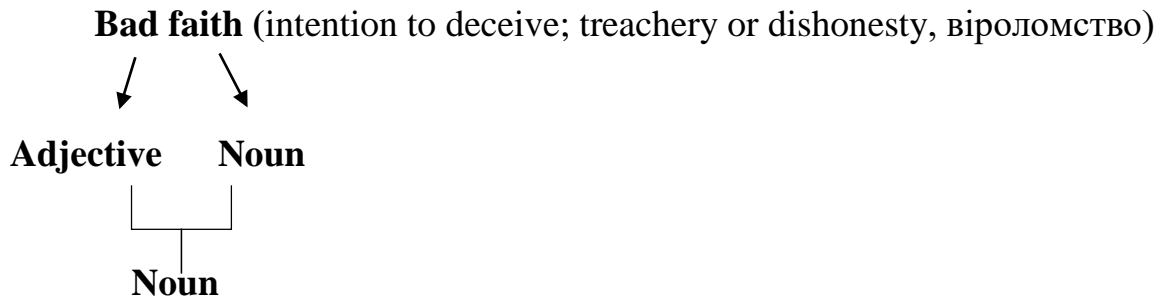 Bad faith (intention to deceive; treachery or dishonesty, віроломство)
Adjective Noun
Noun